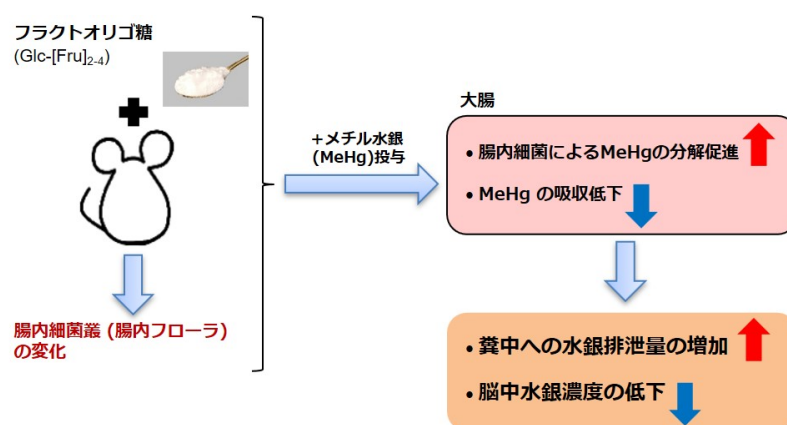 フラクトオリゴ糖
(Glc-[Fru]2-4)
腸内細菌叢 (腸内フローラ)
の変化
+メチル水銀
(MeHg)投与
大腸
• 腸内細菌によるMeHgの分解促進
• MeHg の吸収低下
• 糞中への水銀排泄量の増加
• 脳中水銀濃度の低下